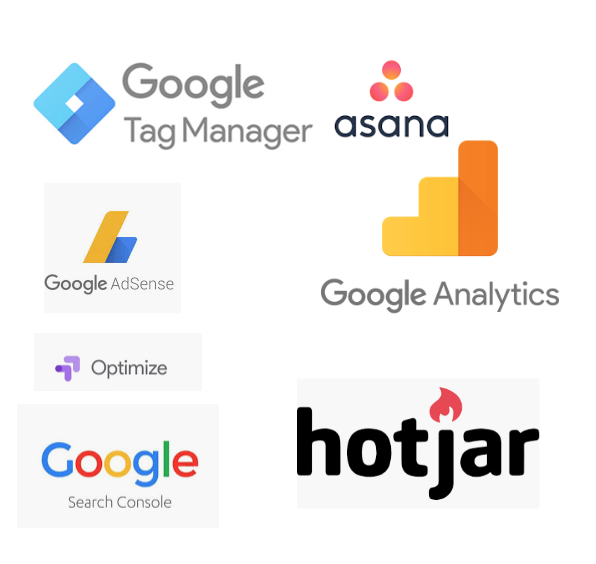 Google
Tag Manager
asana
Google AdSense
Google Analytics
Optimize
Google
Search Console
hotjar